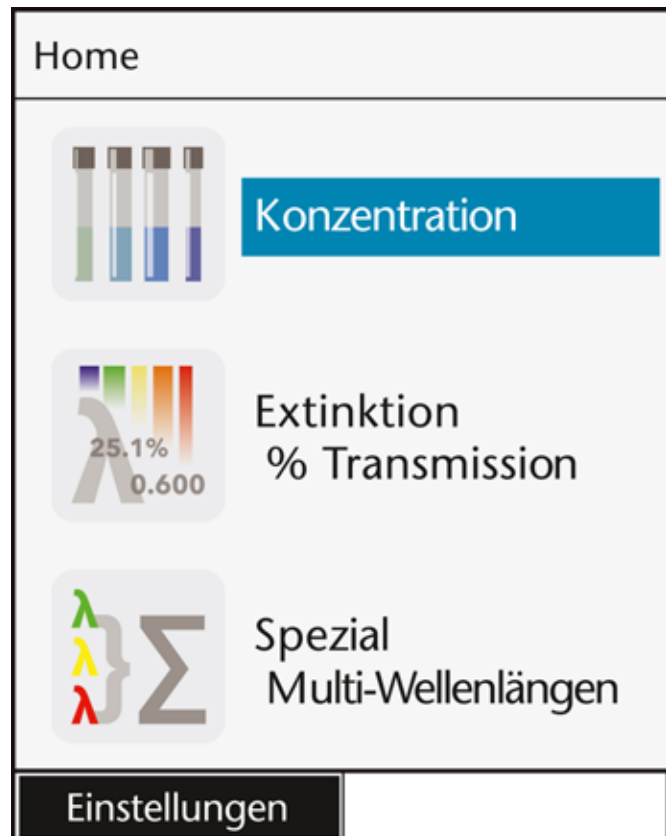 Home
Konzentration
25.1%
0.600
Extinktion
% Transmission
λ
λ
λ
Σ
Spezial
Multi-Wellenlängen
Einstellungen